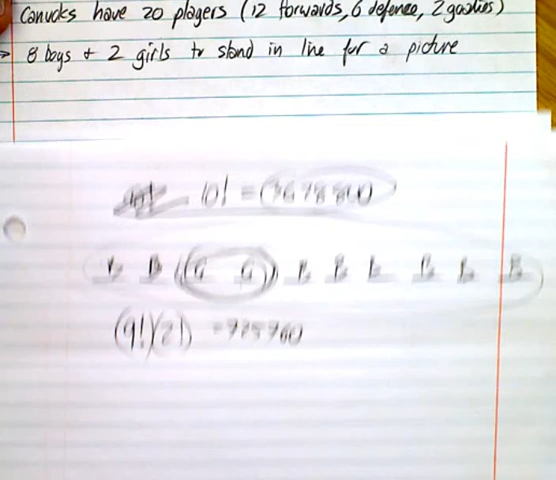 Canucks have 20 players (12 forwards, 6 defence, 2 goalies)
→ 8 boys + 2 girls to stand in line for a picture
10! =
B B ((G G)) B B B B B B
(9!)(2!) = 725760